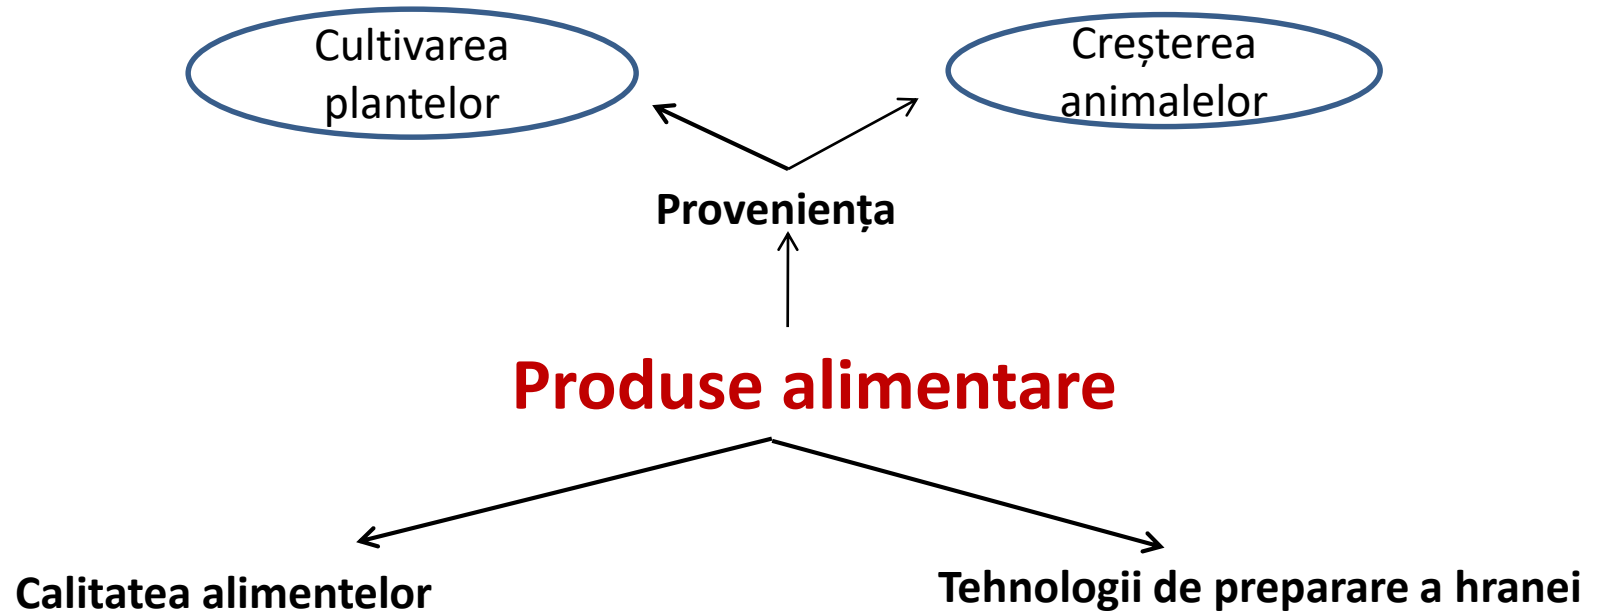 Cultivarea
plantelor
Creșterea
animalelor
Proveniența
Produse alimentare
Calitatea alimentelor
Tehnologii de preparare a hranei